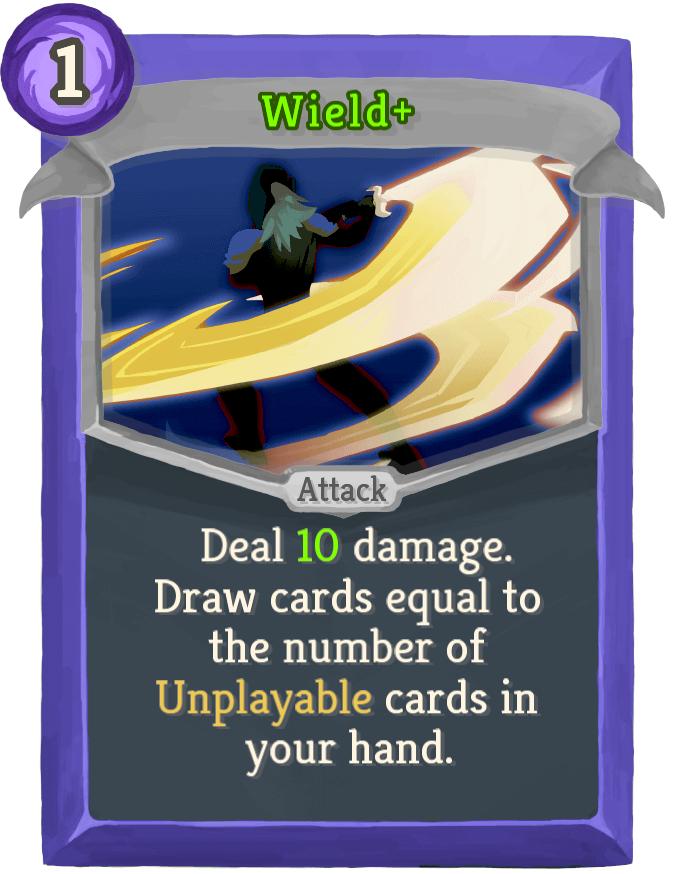 1
Wield+
Attack
Deal 10 damage.
Draw cards equal to
the number of
Unplayable cards in
your hand.